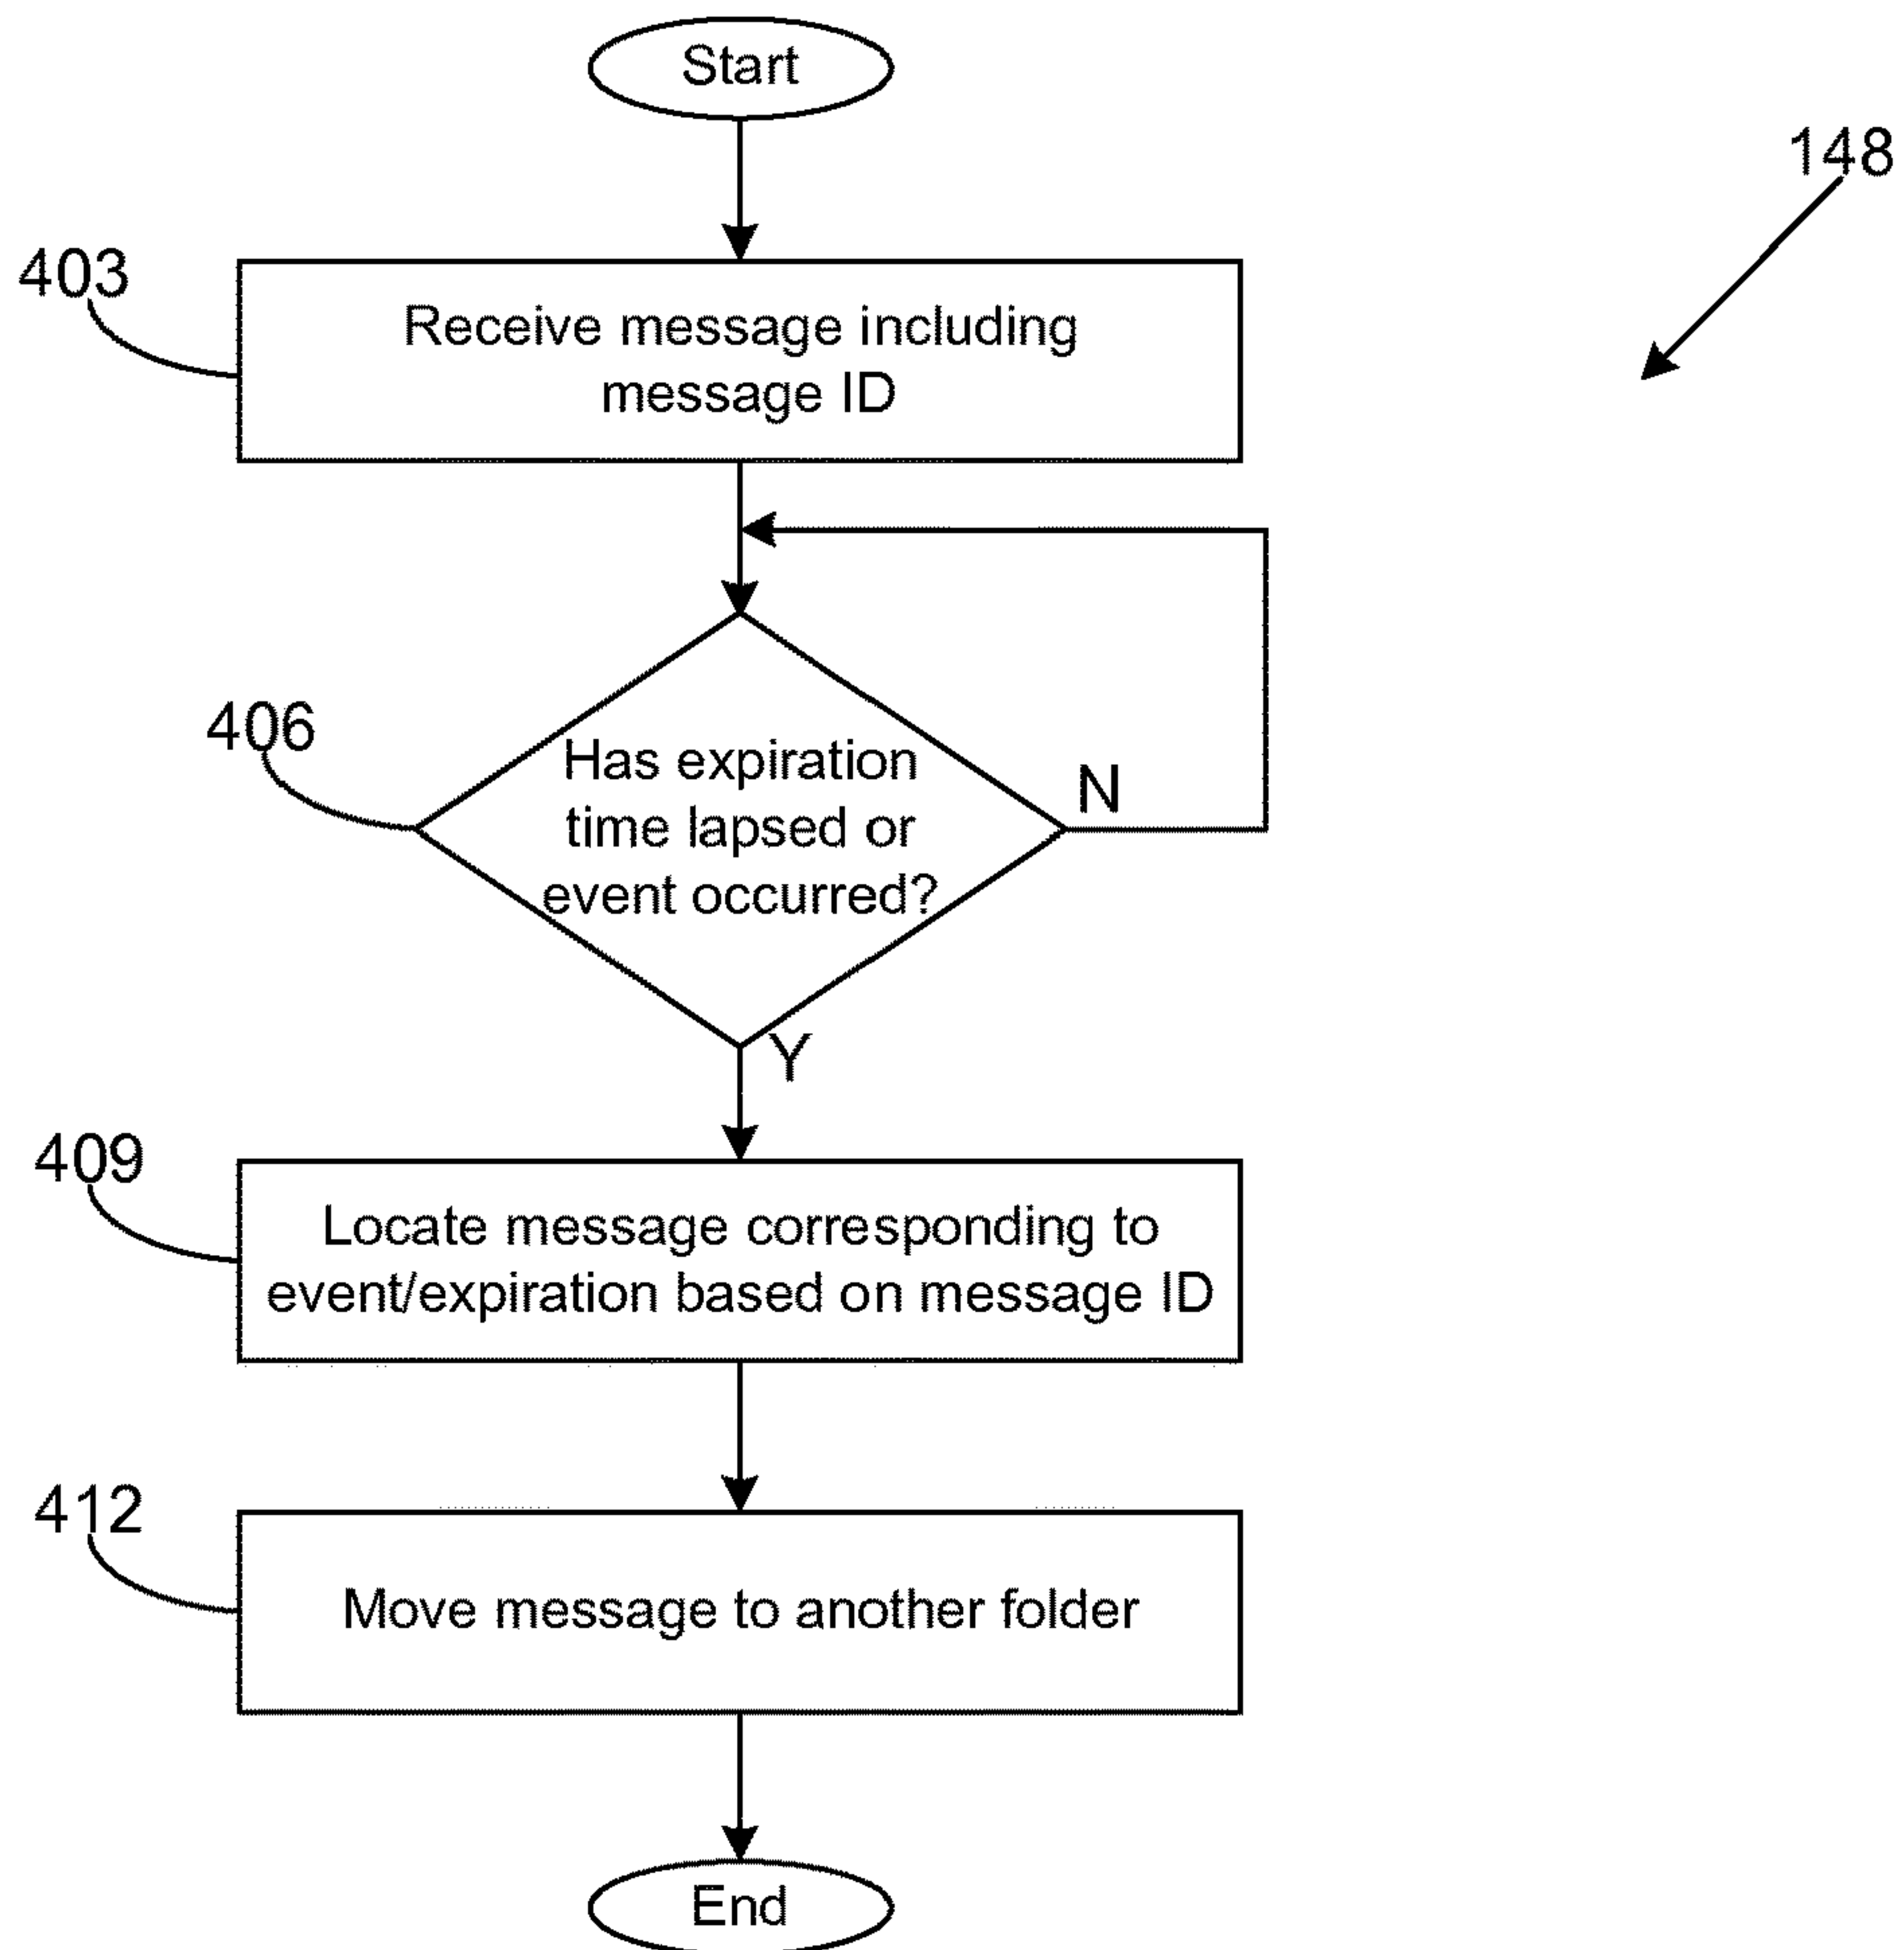 Start
148
403
Receive message including
message ID
406
Has expiration
time lapsed or
event occurred?
N
Y
409
Locate message corresponding to
event/expiration based on message ID
412
Move message to another folder
End